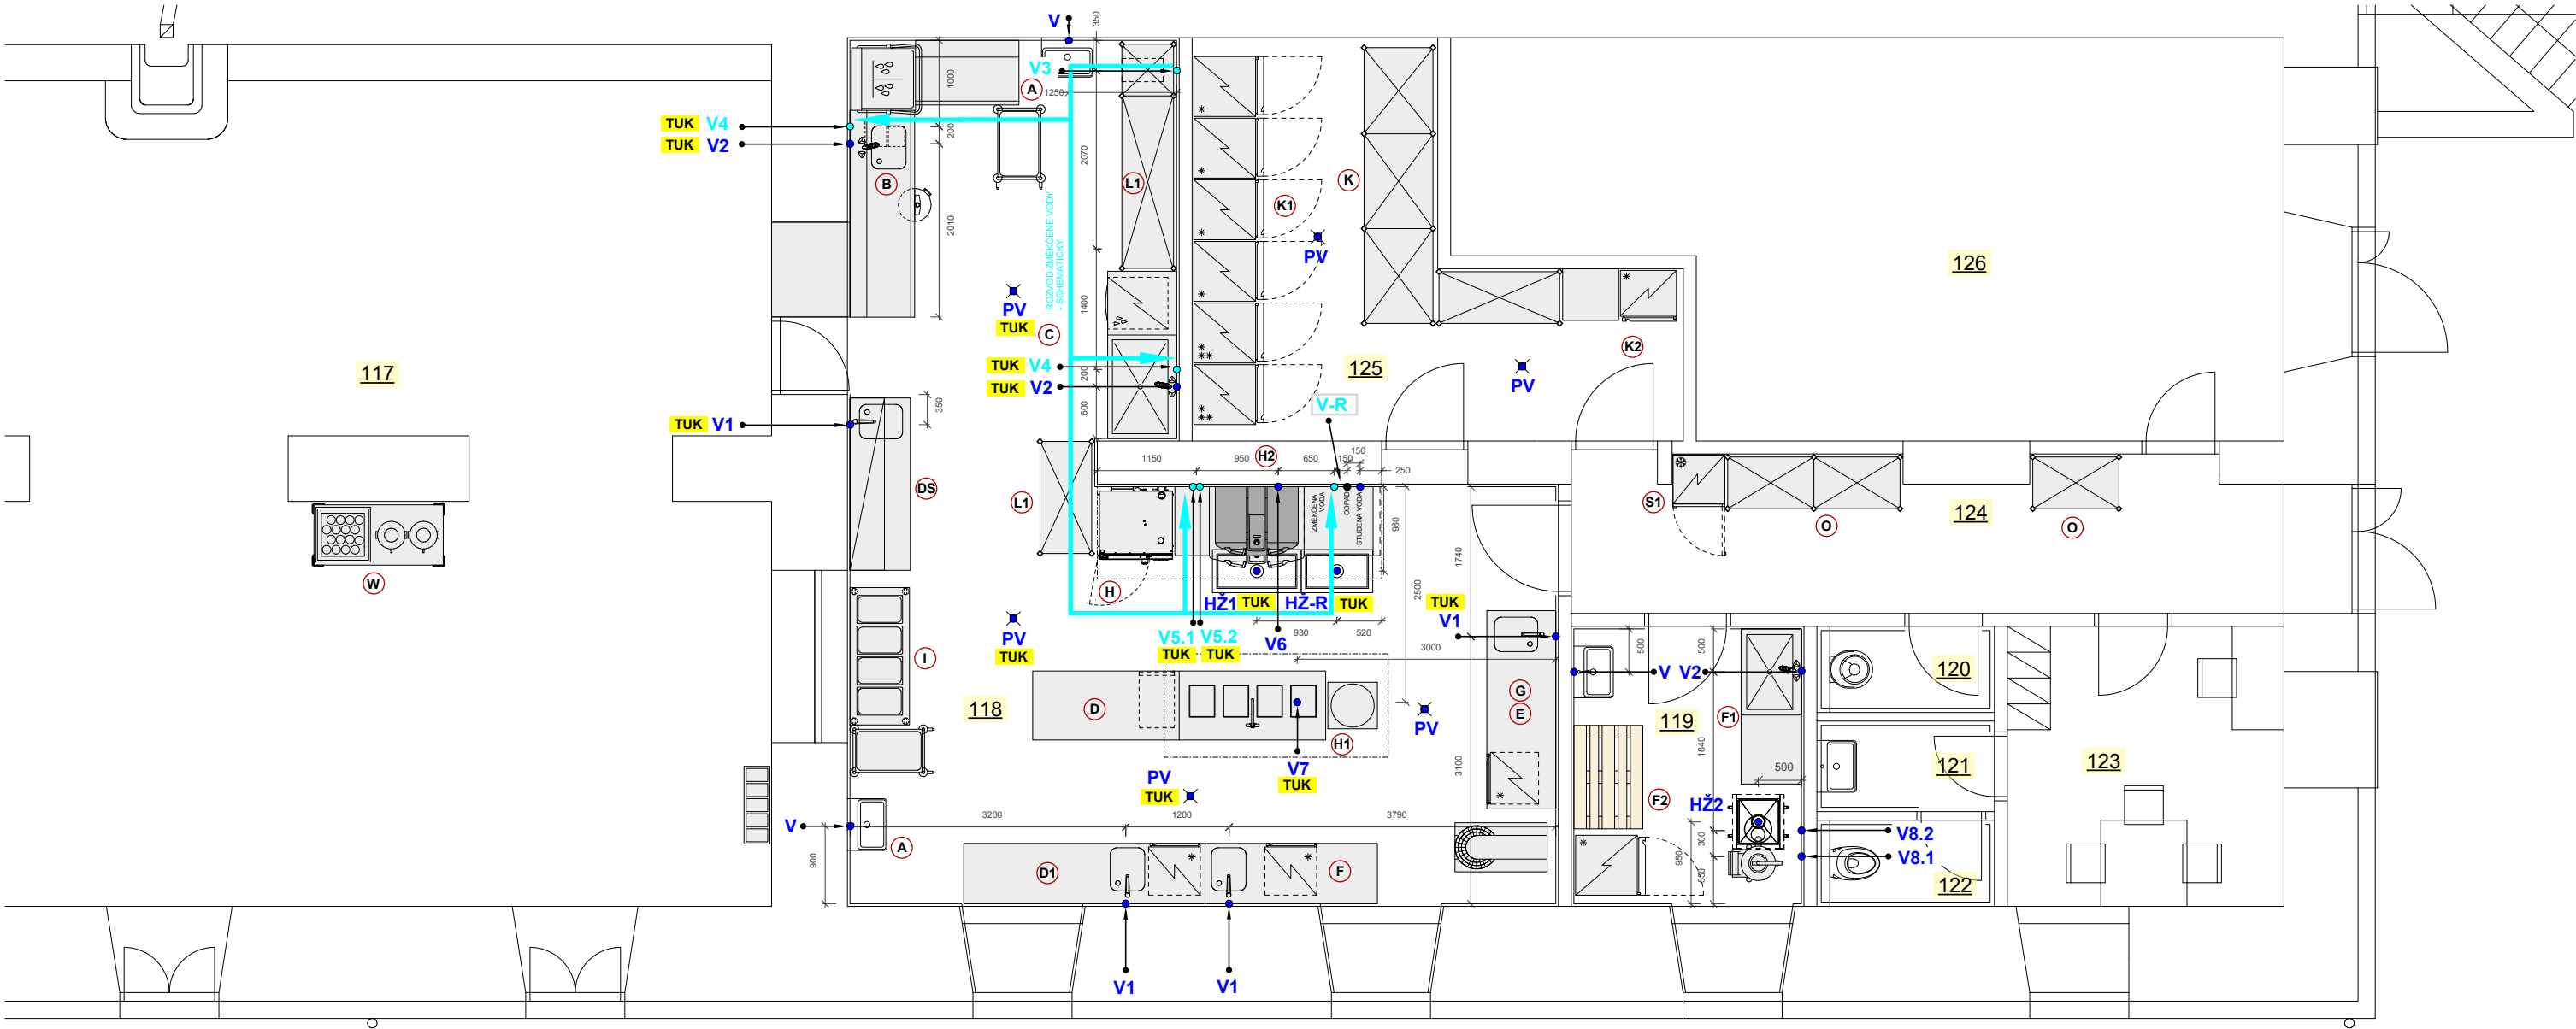 V
350
V3
A
1250
1000
TUK V4
200
TUK V2
B
2070
L1
K1
K
2010
ROZVOD ZMĚKČENÉ VODY
- SCHEMATICKY
PV
126
PV
TUK
1400
C
K2
117
TUK V4
200
125
PV
TUK V2
350
600
V-R
TUK V1
H2
1150
950
650
150
150
250
DS
L1
ZMĚKČENÁ
VODA
ODPAD
STUDENÁ VODA
980
S1
O
124
O
1740
W
H
2500
HŽ1 TUK
HŽ-R TUK
TUK
V1
PV
TUK
V5.1 V5.2
TUK TUK
V6
930
520
3000
500
500
I
V V2
120
118
D
G
E
119
F1
PV
H1
1840
V7
TUK
3100
121
123
500
PV
TUK
F2
HŽ2
V
3200
1200
3790
A
900
950
300
550
V8.2
V8.1
D1
F
122
V1
V1